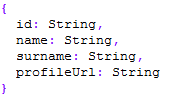 {
  id: String,
  name: String,
  surname: String,
  profileUrl: String
}